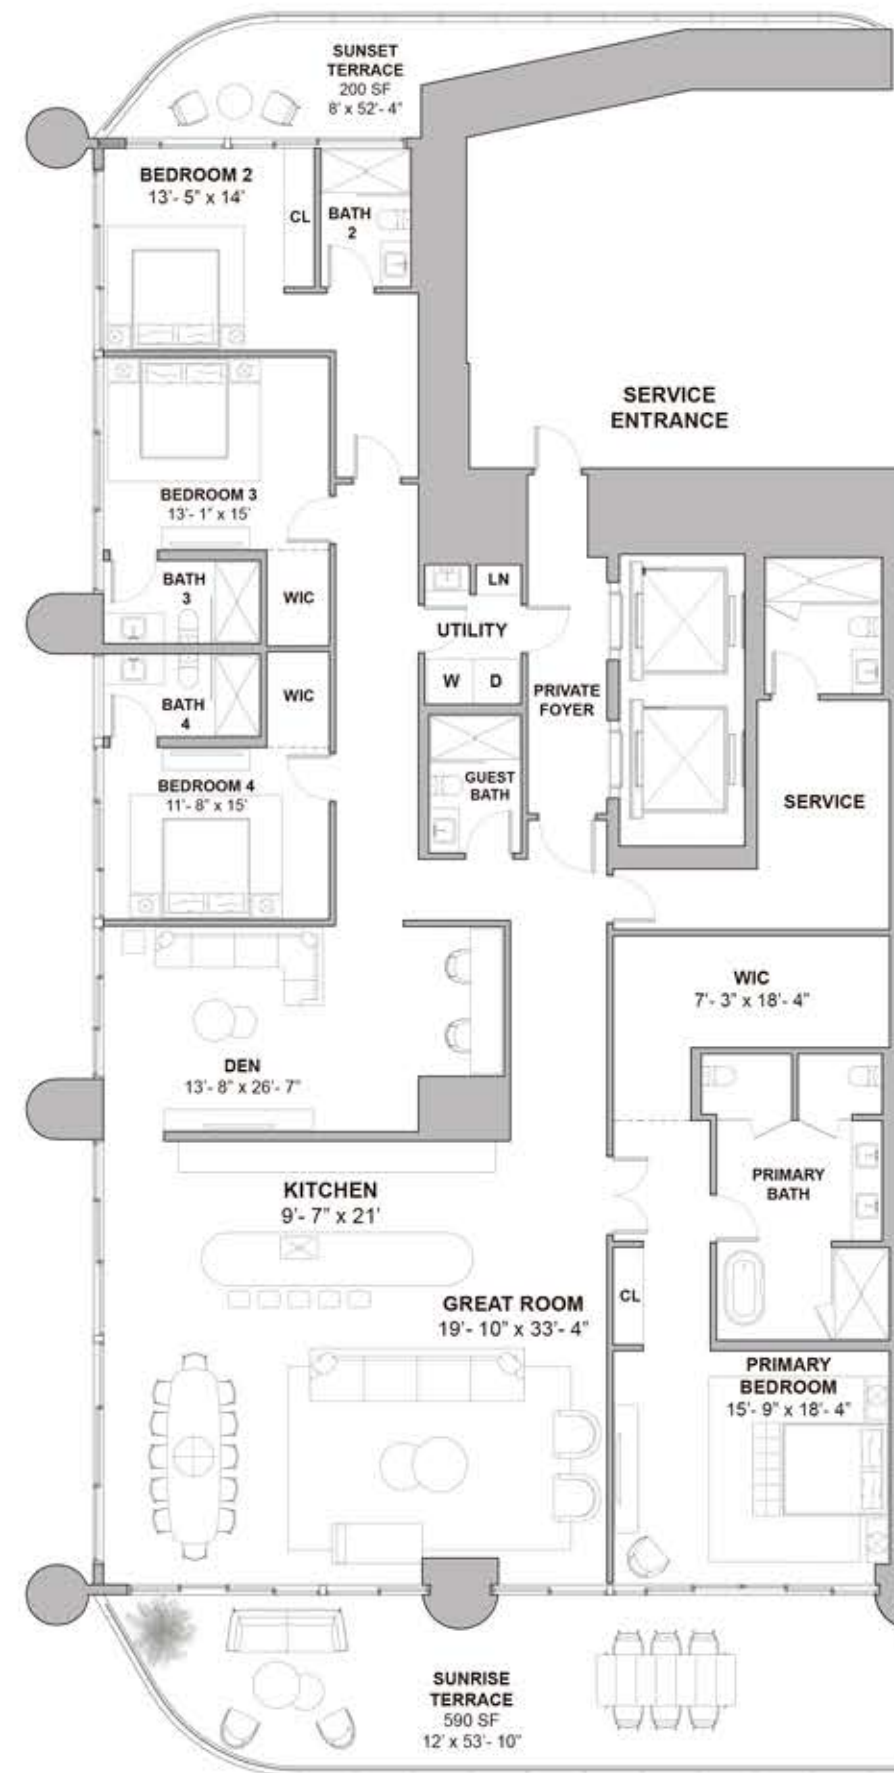 SUNSET
TERRACE
200 SF
8' x 52'- 4"
BEDROOM 2
13'- 5" x 14'
CL
BATH
2
SERVICE
ENTRANCE
BEDROOM 3
13'- 1" x 15'
BATH
3
WIC
LN
UTILITY
W
D
PRIVATE
FOYER
BATH
4
WIC
GUEST
BATH
BEDROOM 4
11'- 8" x 15'
SERVICE
WIC
7'- 3" x 18'- 4"
DEN
13'- 8" x 26'- 7"
PRIMARY
BATH
KITCHEN
9'- 7" x 21'
CL
GREAT ROOM
19'- 10" x 33'- 4"
PRIMARY
BEDROOM
15'- 9" x 18'- 4"
SUNRISE
TERRACE
590 SF
12' x 53'- 10"